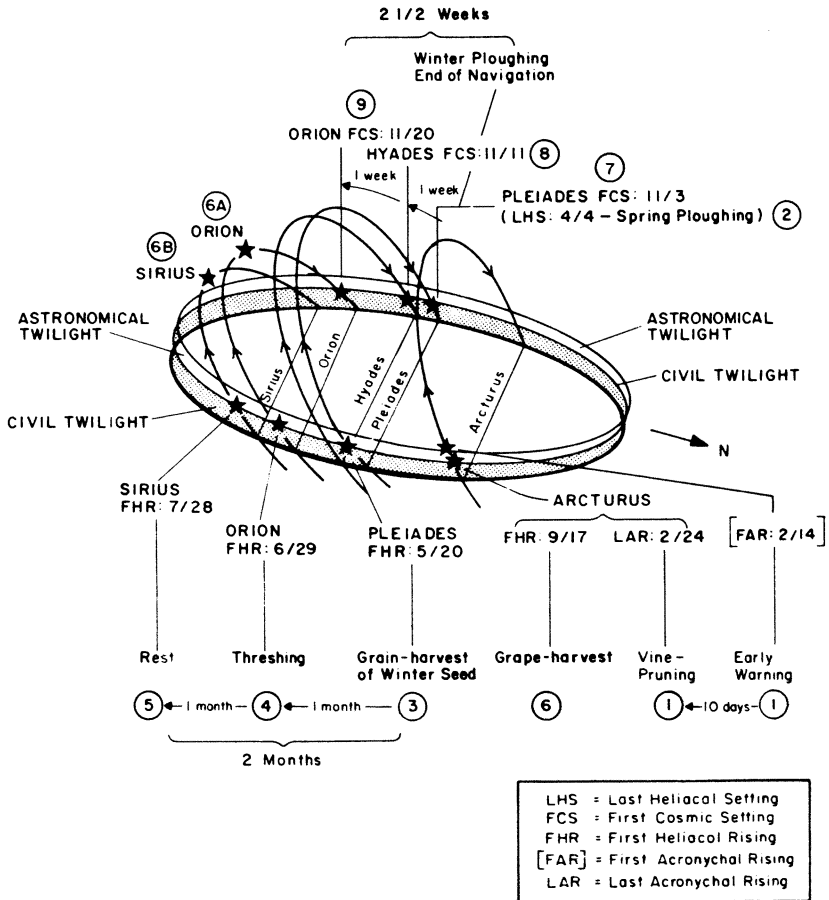 2 1/2 Weeks
Winter Ploughing
End of Navigation
9
ORION FCS: 11/20
HYADES FCS: 11/11 8
7
1 week
1 week
PLEIADES FCS: 11/3
(LHS: 4/4 – Spring Ploughing) 2
6A
ORION
6B
SIRIUS
ASTRONOMICAL
TWILIGHT
ASTRONOMICAL
TWILIGHT
CIVIL TWILIGHT
CIVIL TWILIGHT
Sirius
Orion
Hyades
Pleiades
Arcturus
N
SIRIUS
FHR: 7/28
ORION
FHR: 6/29
PLEIADES
FHR: 5/20
ARCTURUS
FHR: 9/17
LAR: 2/24
[FAR: 2/14]
Rest
Threshing
Grain-harvest
of Winter Seed
Grape-harvest
Vine-
Pruning
Early
Warning
5 1 month 4 1 month 3 6 1 10 days 1
2 Months
LHS = Last Heliacal Setting
FCS = First Cosmic Setting
FHR = First Heliacol Rising
[FAR] = First Acronychal Rising
LAR = Last Acronychal Rising